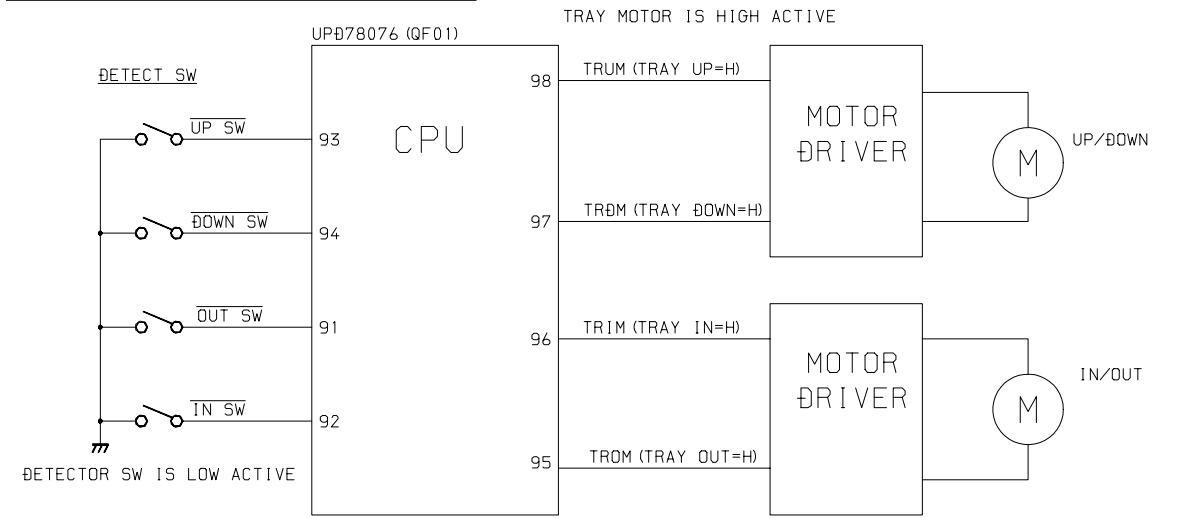 TRAY MOTOR IS HIGH ACTIVE
UPD78076 (QF01)
DETECT SW
UP SW
93
DOWN SW
94
OUT SW
91
IN SW
92
DETECTOR SW IS LOW ACTIVE
CPU
98
TRUM (TRAY UP=H)
97
TRDM (TRAY DOWN=H)
96
TRIM (TRAY IN=H)
95
TROM (TRAY OUT=H)
MOTOR
DRIVER
M
UP/DOWN
MOTOR
DRIVER
M
IN/OUT